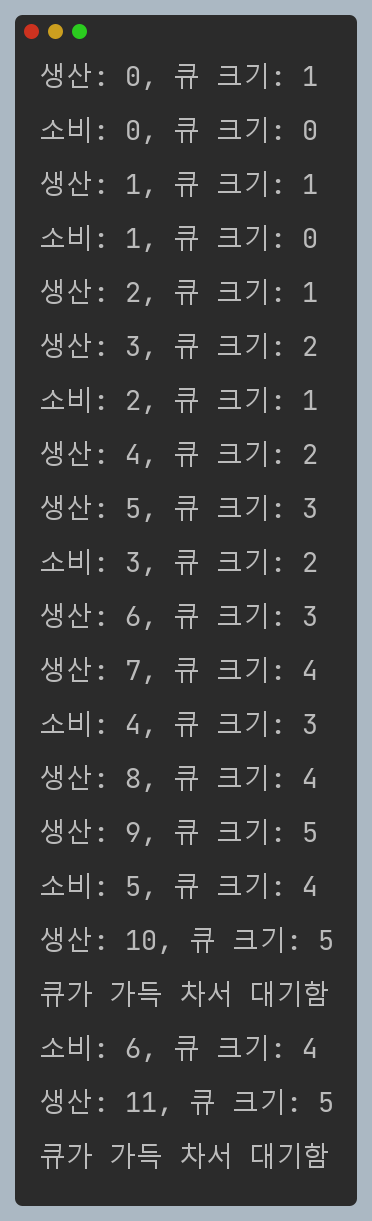 생산: 0, 큐 크기: 1
소비: 0, 큐 크기: 0
생산: 1, 큐 크기: 1
소비: 1, 큐 크기: 0
생산: 2, 큐 크기: 1
생산: 3, 큐 크기: 2
소비: 2, 큐 크기: 1
생산: 4, 큐 크기: 2
생산: 5, 큐 크기: 3
소비: 3, 큐 크기: 2
생산: 6, 큐 크기: 3
생산: 7, 큐 크기: 4
소비: 4, 큐 크기: 3
생산: 8, 큐 크기: 4
생산: 9, 큐 크기: 5
소비: 5, 큐 크기: 4
생산: 10, 큐 크기: 5
큐가 가득 차서 대기함
소비: 6, 큐 크기: 4
생산: 11, 큐 크기: 5
큐가 가득 차서 대기함